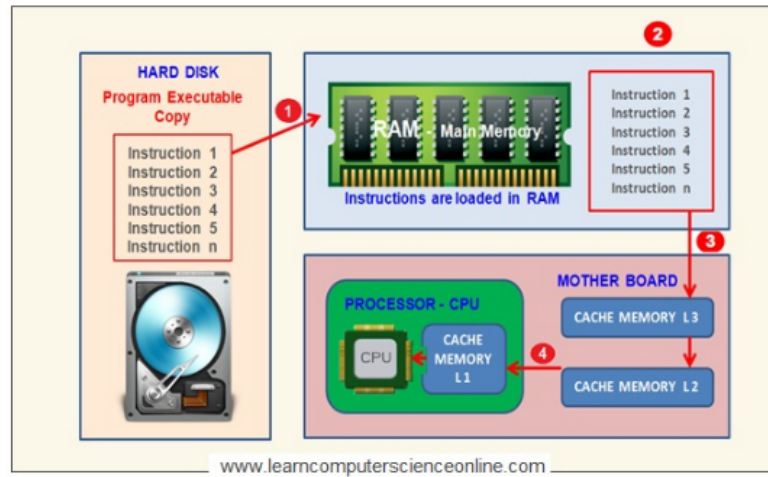 HARD DISK
Program Executable
Copy
Instruction 1
Instruction 2
Instruction 3
Instruction 4
Instruction 5
Instruction n
1
2
RAM - Main Memory
Instructions are loaded in RAM
Instruction 1
Instruction 2
Instruction 3
Instruction 4
Instruction 5
Instruction n
3
MOTHER BOARD
PROCESSOR - CPU
CPU
CACHE
MEMORY
L1
4
CACHE MEMORY L3
CACHE MEMORY L2
www.learncomputerscienceonline.com